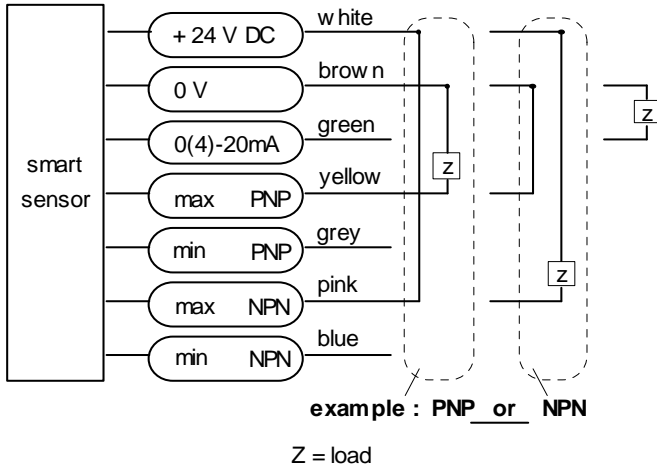 white
+ 24 V DC
brown
0 V
Z
green
0(4)-20mA
smart
sensor
Z
yellow
max PNP
grey
min PNP
pink
Z
max NPN
blue
min NPN
example : PNP or NPN
Z = load